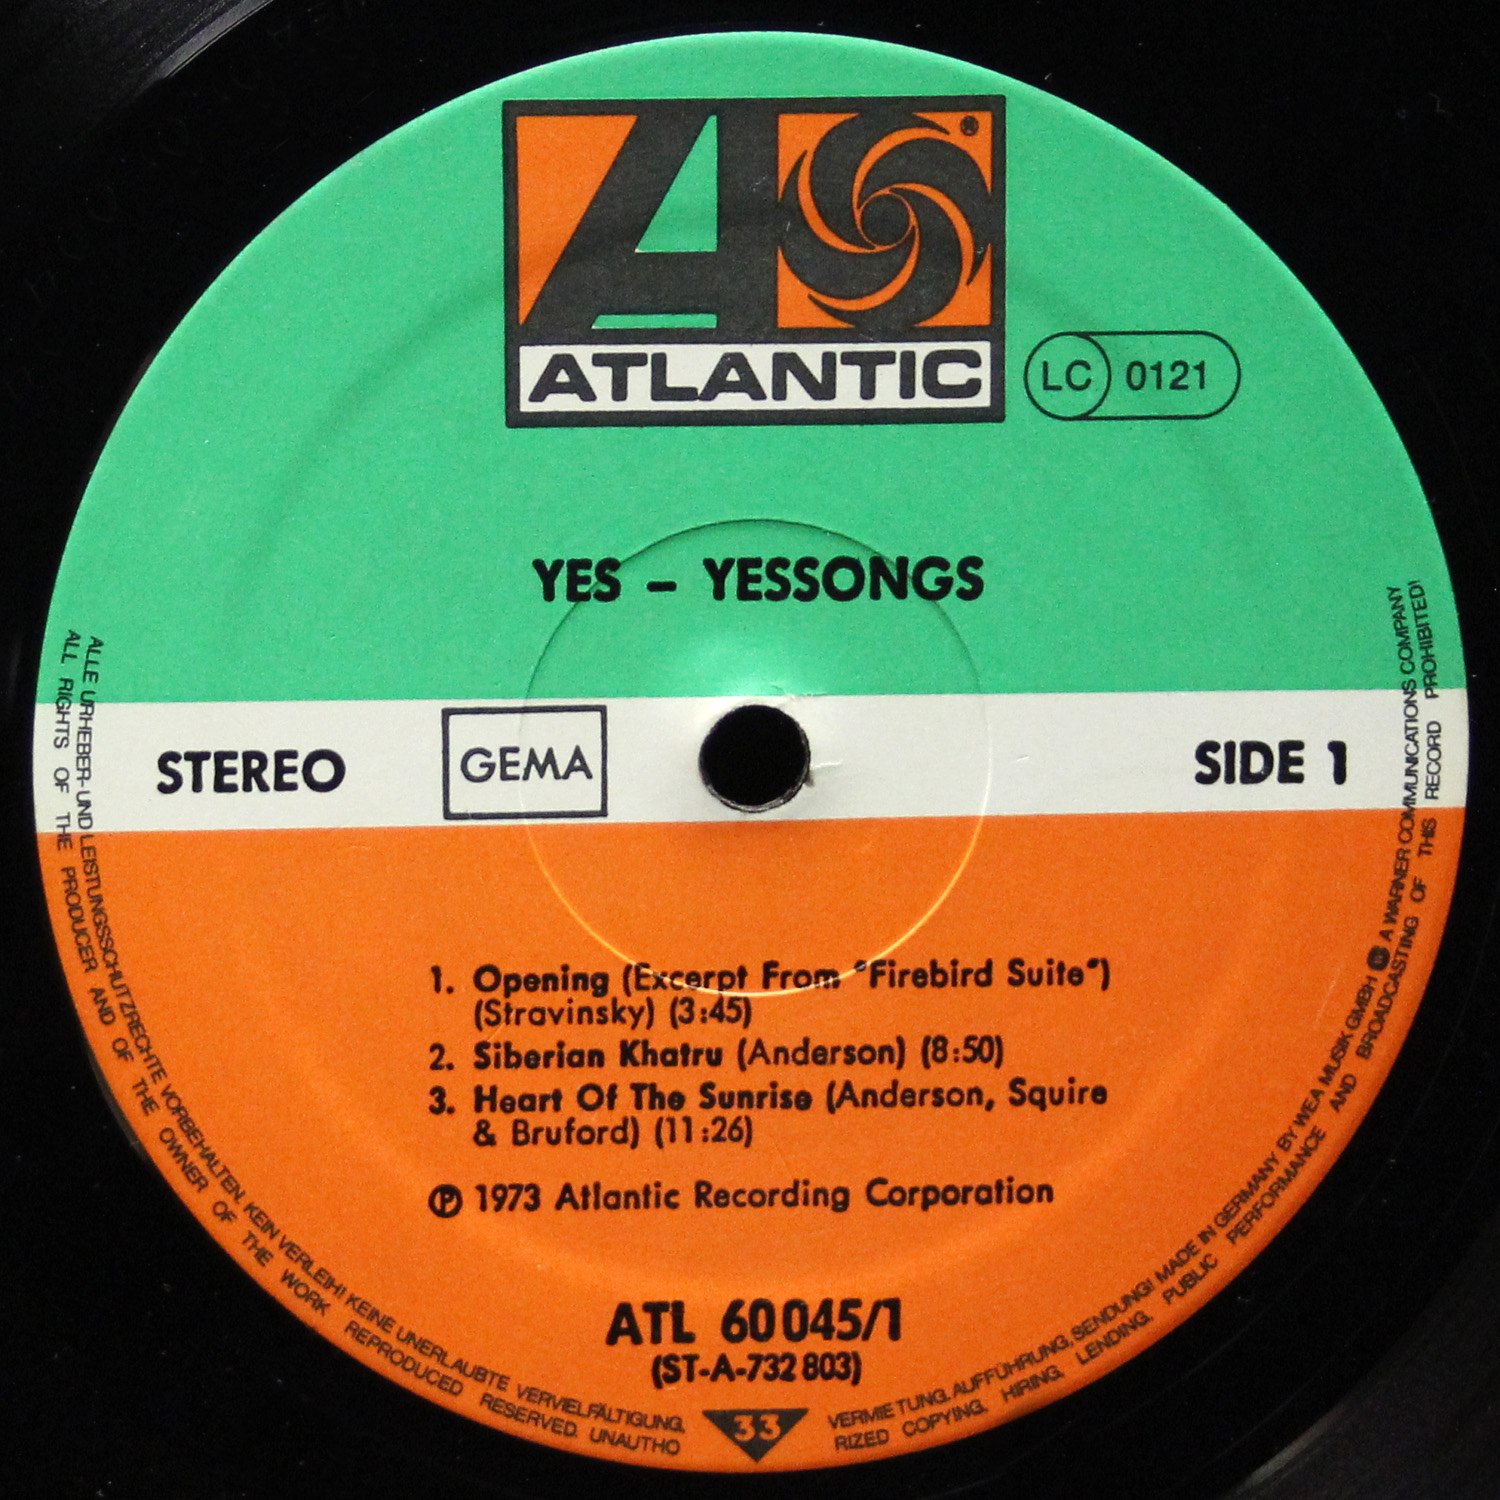 ®
ATLANTIC
LC 0121
YES – YESSONGS
STEREO
GEMA
SIDE 1
1. Opening (Excerpt From "Firebird Suite")
(Stravinsky) (3:45)
2. Siberian Khatru (Anderson) (8:50)
3. Heart Of The Sunrise (Anderson, Squire
& Bruford) (11:26)
℗ 1973 Atlantic Recording Corporation
ATL 60045/1
(ST-A-732 803)
33
ALLE URHEBER- UND LEISTUNGSSCHUTZRECHTE VORBEHALTEN. KEIN VERLEIH! KEINE UNERLAUBTE VERVIELFÄLTIGUNG, VERMIETUNG, AUFFÜHRUNG, SENDUNG! MADE IN GERMANY BY WEA MUSIK GMBH A WARNER COMMUNICATIONS COMPANY
ALL RIGHTS OF THE PRODUCER AND OF THE OWNER OF THE WORK REPRODUCED RESERVED. UNAUTHORIZED COPYING, HIRING, LENDING, PUBLIC PERFORMANCE AND BROADCASTING OF THIS RECORD PROHIBITED!